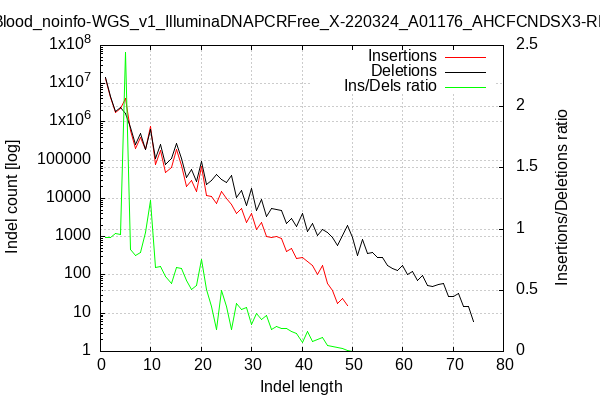 Blood_noinfo-WGS_v1_IlluminaDNAPCRFree_X-220324_A01176_AHCFCNDSX3-RI
Insertions
Deletions
Ins/Dels ratio
1x10^8
1x10^7
1x10^6
100000
10000
1000
100
10
1
2.5
2
1.5
1
0.5
0
0 10 20 30 40 50 60 70 80
Indel count [log]
Insertions/Deletions ratio
Indel length